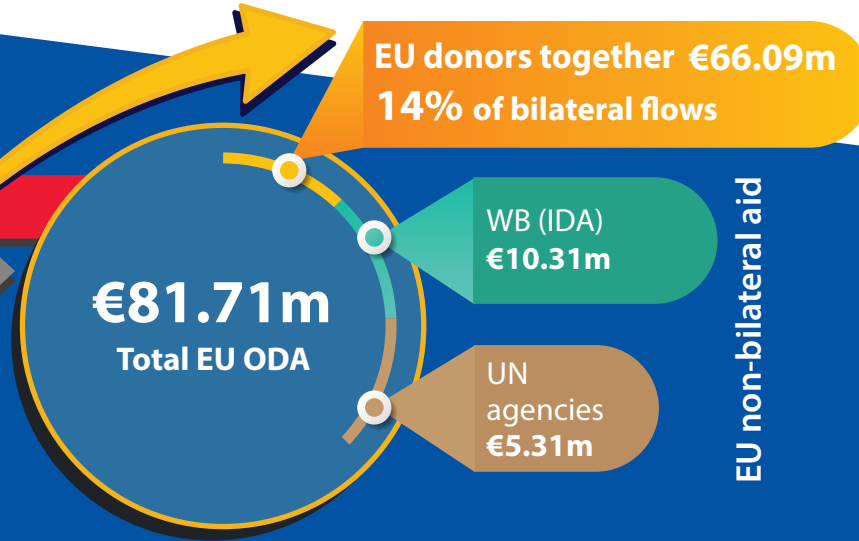 EU donors together €66.09m
14% of bilateral flows
WB (IDA)
€10.31m
€81.71m
Total EU ODA
UN
agencies
€5.31m
EU non-bilateral aid